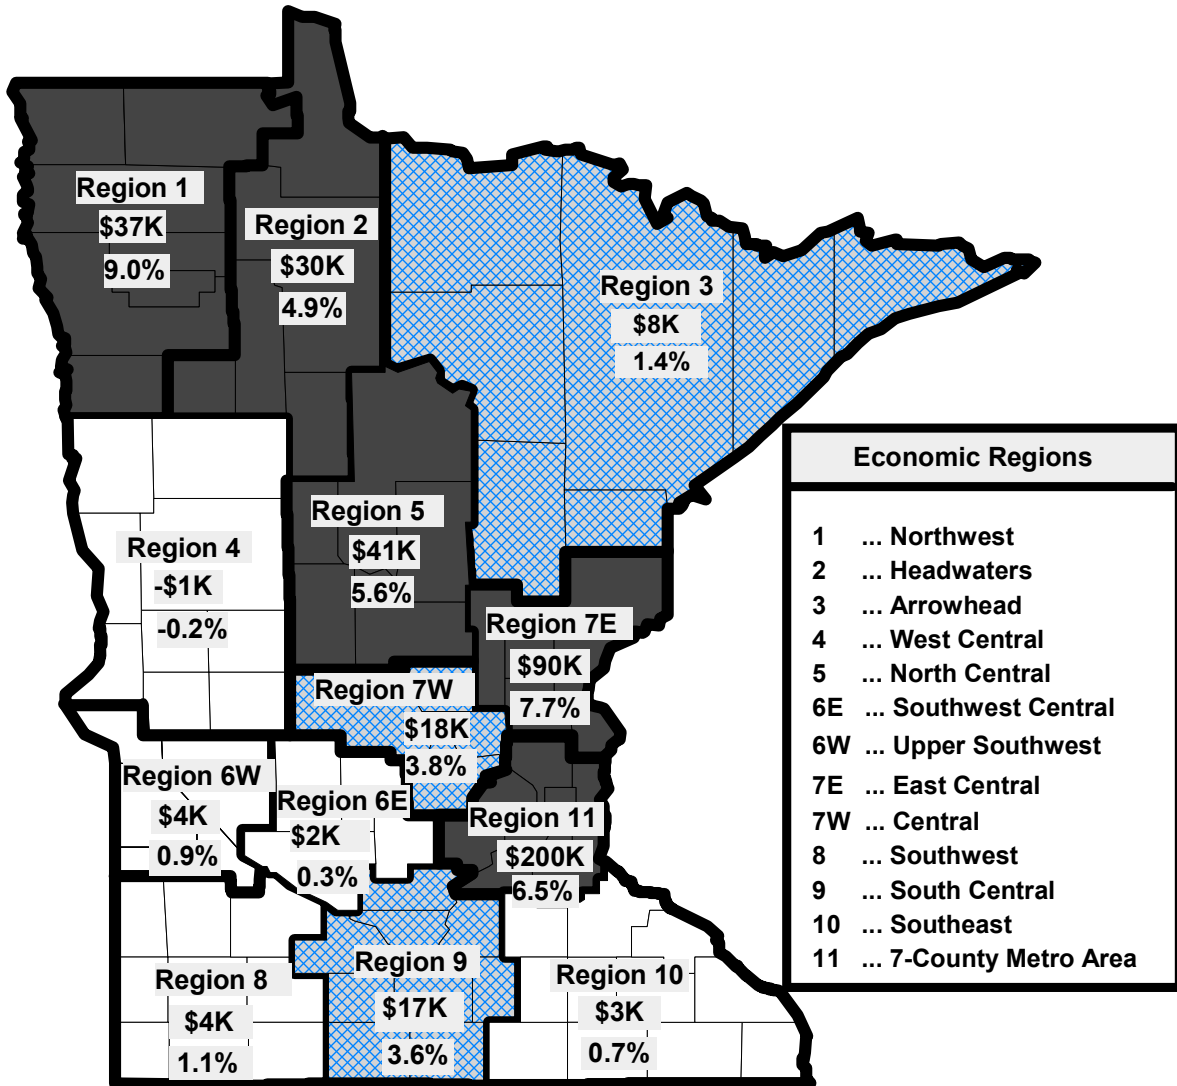 Region 1
$37K
9.0%
Region 2
$30K
4.9%
Region 3
$8K
1.4%
Region 4
-$1K
-0.2%
Region 5
$41K
5.6%
Region 7E
$90K
7.7%
Region 7W
$18K
3.8%
Region 6W
$4K
0.9%
Region 6E
$2K
0.3%
Region 11
$200K
6.5%
Region 8
$4K
1.1%
Region 9
$17K
3.6%
Region 10
$3K
0.7%
Economic Regions
1 ... Northwest
2 ... Headwaters
3 ... Arrowhead
4 ... West Central
5 ... North Central
6E ... Southwest Central
6W ... Upper Southwest
7E ... East Central
7W ... Central
8 ... Southwest
9 ... South Central
10 ... Southeast
11 ... 7-County Metro Area